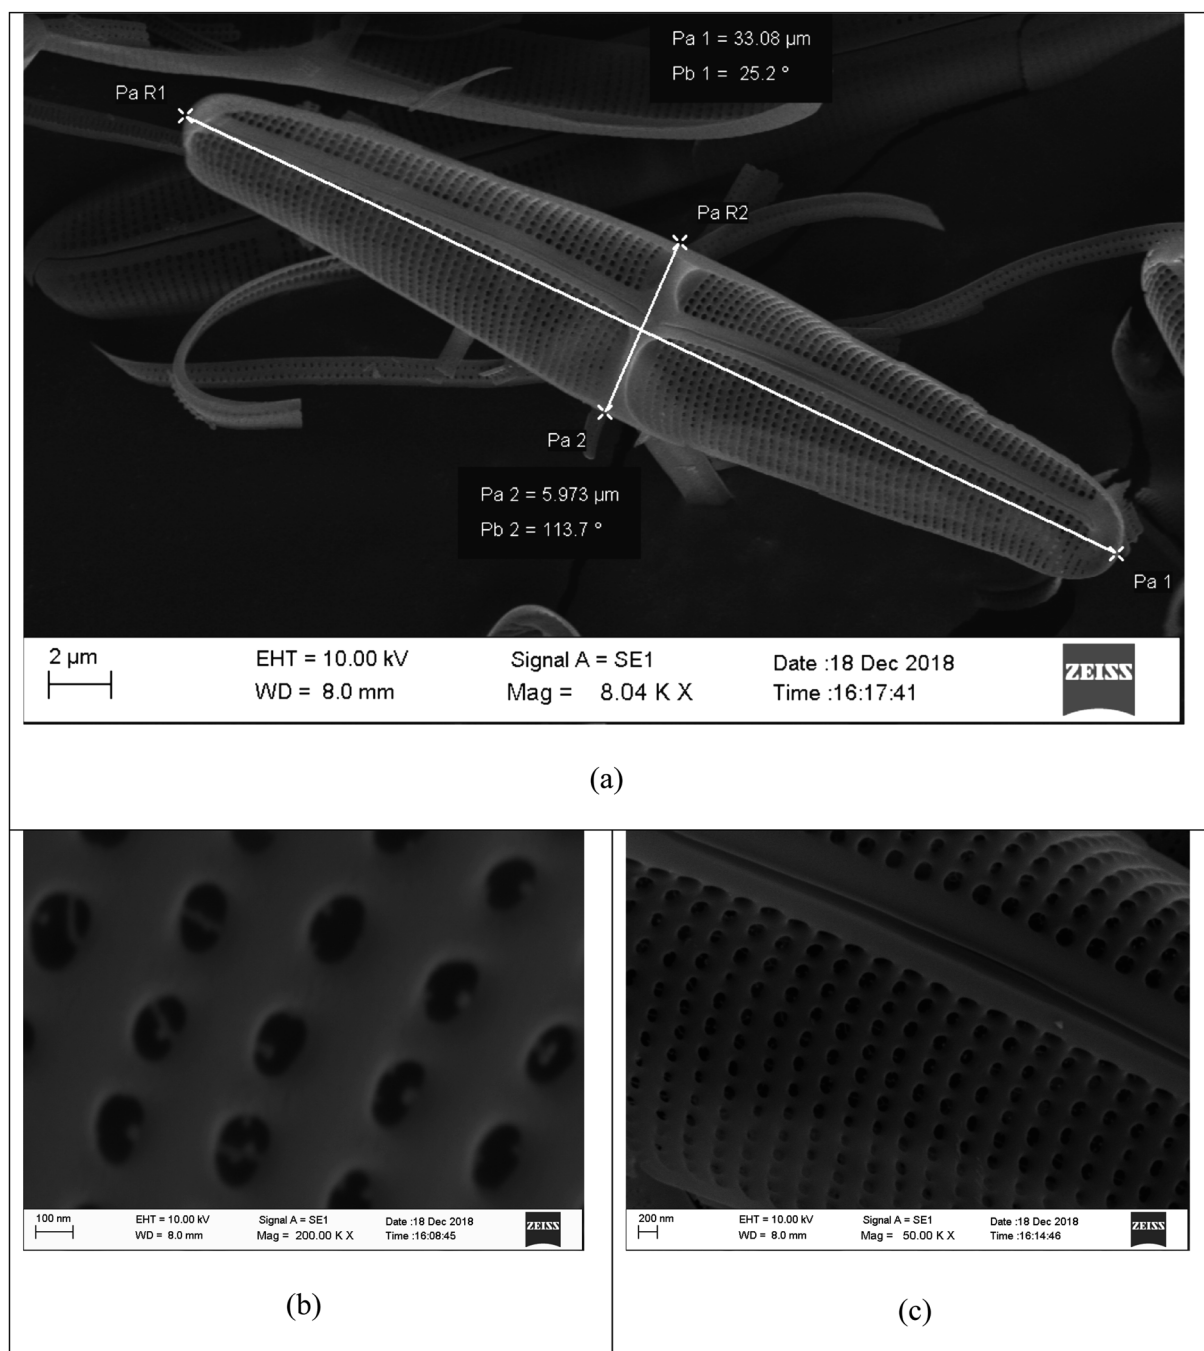 Pa 1 = 33.08 µm
Pb 1 = 25.2 °
Pa R1
Pa R2
Pa 2
Pa 2 = 5.973 µm
Pb 2 = 113.7 °
Pa 1
2 µm
EHT = 10.00 kV
Signal A = SE1
Date :18 Dec 2018
WD = 8.0 mm
Mag = 8.04 K X
Time :16:17:41
ZEISS
(a)
100 nm
EHT = 10.00 kV
Signal A = SE1
Date :18 Dec 2018
WD = 8.0 mm
Mag = 200.00 K X
Time :16:08:45
ZEISS
(b)
200 nm
EHT = 10.00 kV
Signal A = SE1
Date :18 Dec 2018
WD = 8.0 mm
Mag = 50.00 K X
Time :16:14:46
ZEISS
(c)